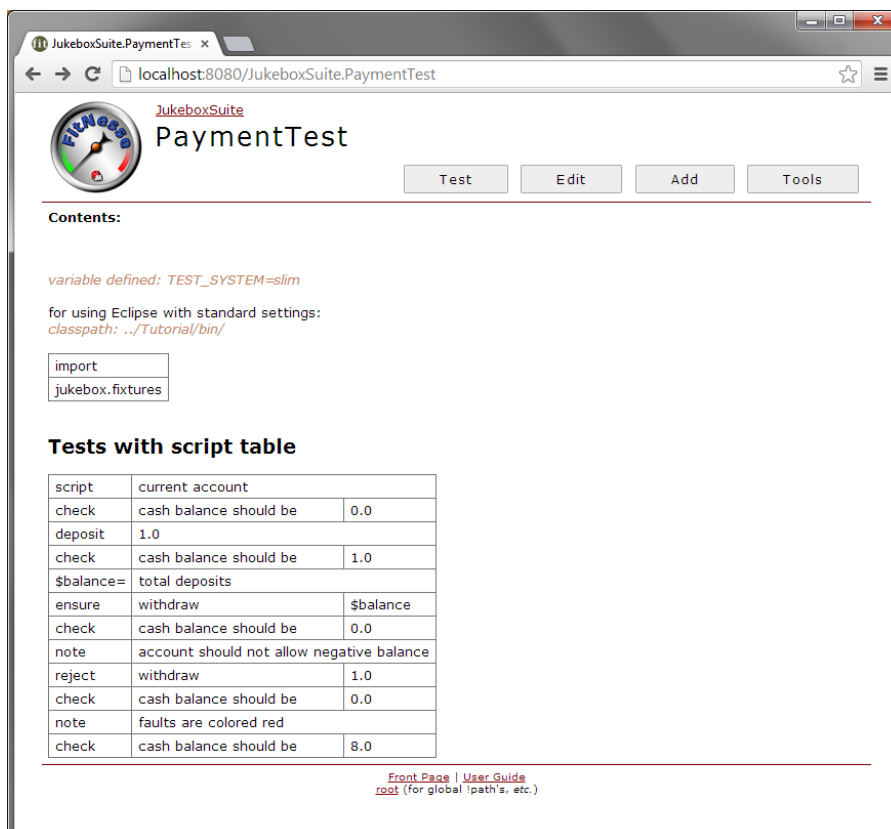 JukeboxSuite.PaymentTes
localhost:8080/JukeboxSuite.PaymentTest
FitNesse
JukeboxSuite
PaymentTest
Test Edit Add Tools
Contents:
variable defined: TEST_SYSTEM=slim
for using Eclipse with standard settings:
classpath: ../Tutorial/bin/
import
jukebox.fixtures
Tests with script table
script current account
check cash balance should be 0.0
deposit 1.0
check cash balance should be 1.0
$balance= total deposits
ensure withdraw $balance
check cash balance should be 0.0
note account should not allow negative balance
reject withdraw 1.0
check cash balance should be 0.0
note faults are colored red
check cash balance should be 8.0
Front Page | User Guide
root (for global !path's, etc.)